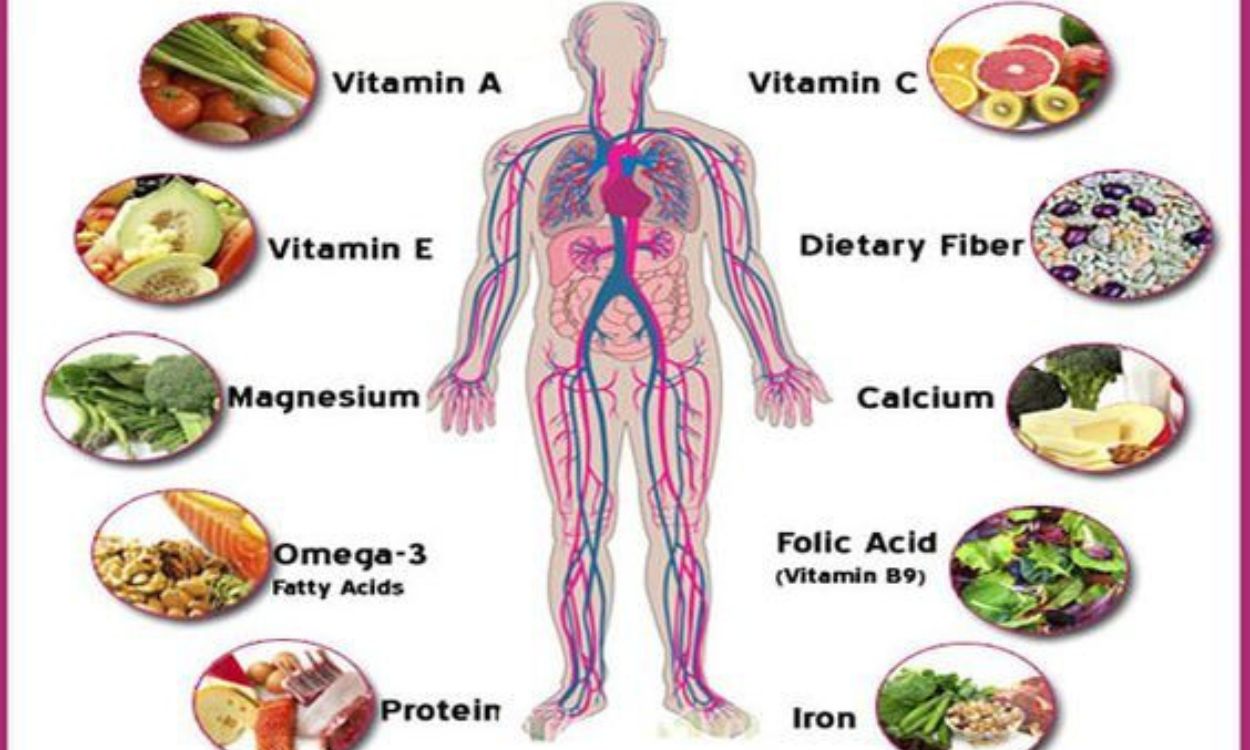 Vitamin A
Vitamin C
Vitamin E
Dietary Fiber
Magnesium
Calcium
Omega-3
Fatty Acids
Folic Acid
(Vitamin B9)
Protein
Iron